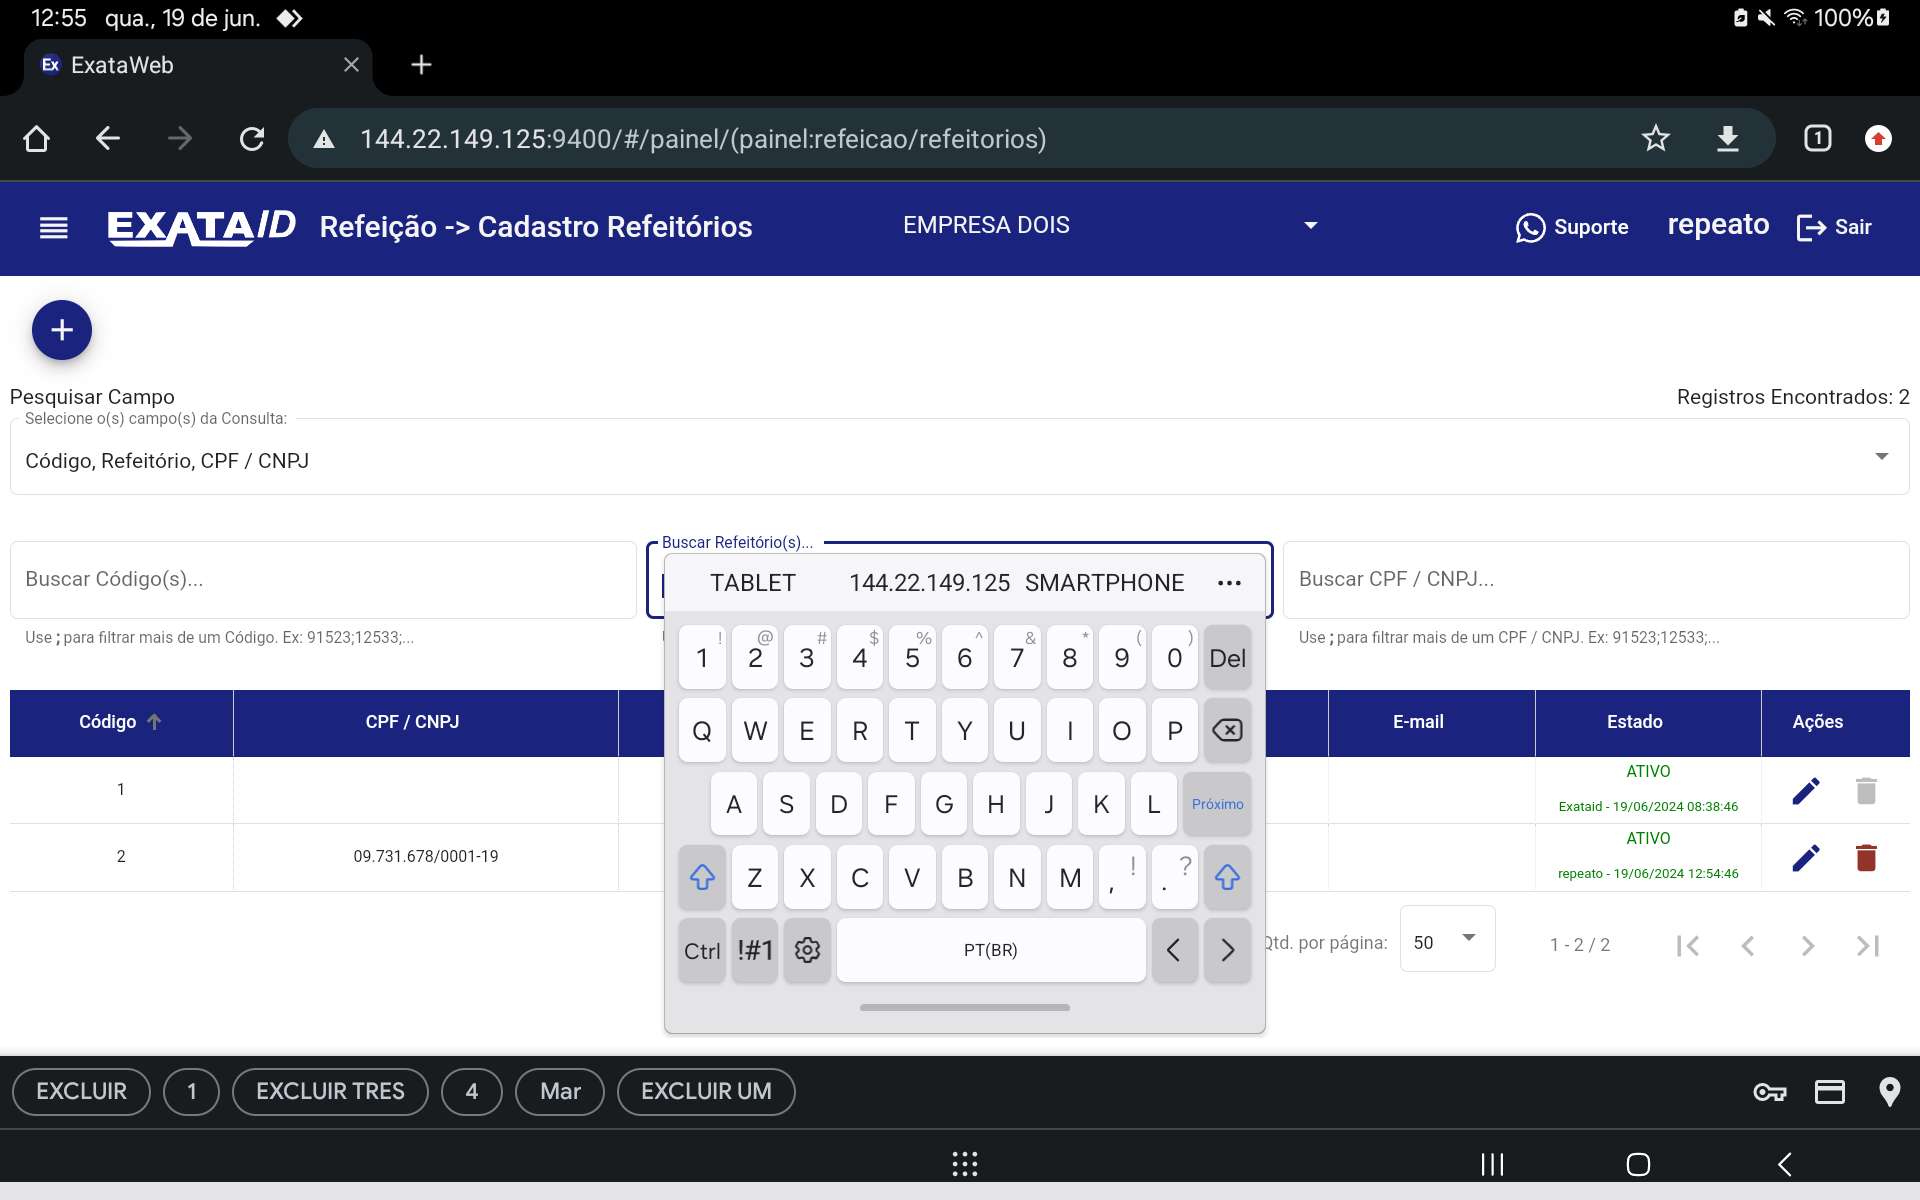 12:55 qua., 19 de jun. 100%
Ex ExataWeb
144.22.149.125:9400/#/painel/(painel:refeicao/refeitorios) 1
EXATAID Refeição -> Cadastro Refeitórios EMPRESA DOIS Suporte repeato Sair
+
Pesquisar Campo Registros Encontrados: 2
Selecione o(s) campo(s) da Consulta:
Código, Refeitório, CPF / CNPJ
Buscar Refeitório(s)...
Buscar Código(s)... Buscar CPF / CNPJ...
TABLET 144.22.149.125 SMARTPHONE ...
Use ; para filtrar mais de um Código. Ex: 91523;12533;... Use ; para filtrar mais de um CPF / CNPJ. Ex: 91523;12533;...
! @ # $ % ^ & * ( )
1 2 3 4 5 6 7 8 9 0 Del
Código CPF / CNPJ E-mail Estado Ações
Q W E R T Y U I O P
1 ATIVO
Exataid - 19/06/2024 08:38:46
A S D F G H J K L Próximo
2 09.731.678/0001-19 ATIVO
repeato - 19/06/2024 12:54:46
Z X C V B N M , ! . ?
Ctrl !#1 PT(BR) < >
Qtd. por página: 50 1 - 2 / 2
EXCLUIR 1 EXCLUIR TRES 4 Mar EXCLUIR UM